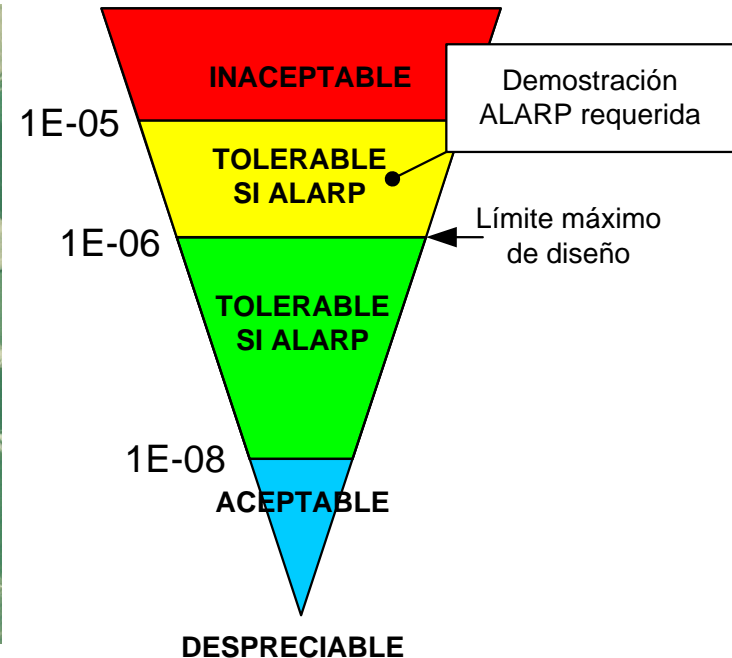 INACEPTABLE
Demostración
ALARP requerida
1E-05
TOLERABLE
SI ALARP
Límite máximo
de diseño
1E-06
TOLERABLE
SI ALARP
1E-08
ACEPTABLE
DESPRECIABLE